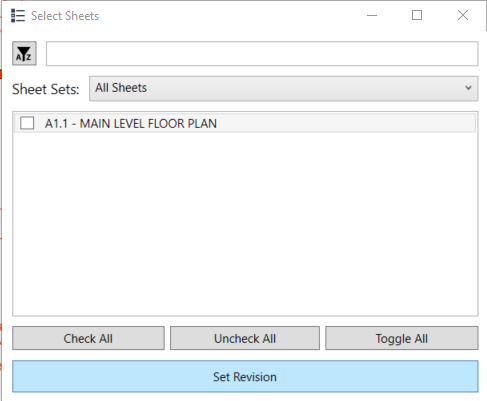 Select Sheets
AZ
Sheet Sets: All Sheets
A1.1 - MAIN LEVEL FLOOR PLAN
Check All Uncheck All Toggle All
Set Revision